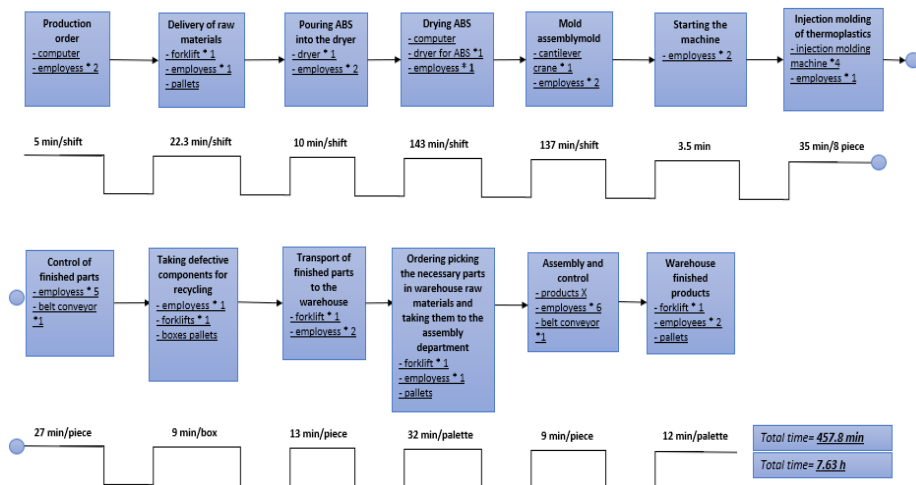 Production
order
- computer
- employess * 2
Delivery of raw
materials
- forklift * 1
- employess * 1
- pallets
Pouring ABS
into the dryer
- dryer * 1
- employess * 2
Drying ABS
- computer
- dryer for ABS *1
- employess * 1
Mold
assemblymold
- cantilever
crane * 1
- employess * 2
Starting the
machine
- employess * 2
Injection molding
of thermoplastics
- injection molding
machine *4
- employess * 1
5 min/shift
22.3 min/shift
10 min/shift
143 min/shift
137 min/shift
3.5 min
35 min/8 piece
Control of
finished parts
- employess * 5
- belt conveyor
*1
Taking defective
components for
recycling
- employess * 1
- forklifts * 1
- boxes pallets
Transport of
finished parts
to the
warehouse
- forklift * 1
- employess * 2
Ordering picking
the necessary parts
in warehouse raw
materials and
taking them to the
assembly
department
- forklift * 1
- employess * 1
- pallets
Assembly and
control
- products X
- employess * 6
- belt conveyor
*1
Warehouse
finished
products
- forklift * 1
- employees * 2
- pallets
27 min/piece
9 min/box
13 min/piece
32 min/palette
9 min/piece
12 min/palette
Total time= 457.8 min
Total time= 7.63 h